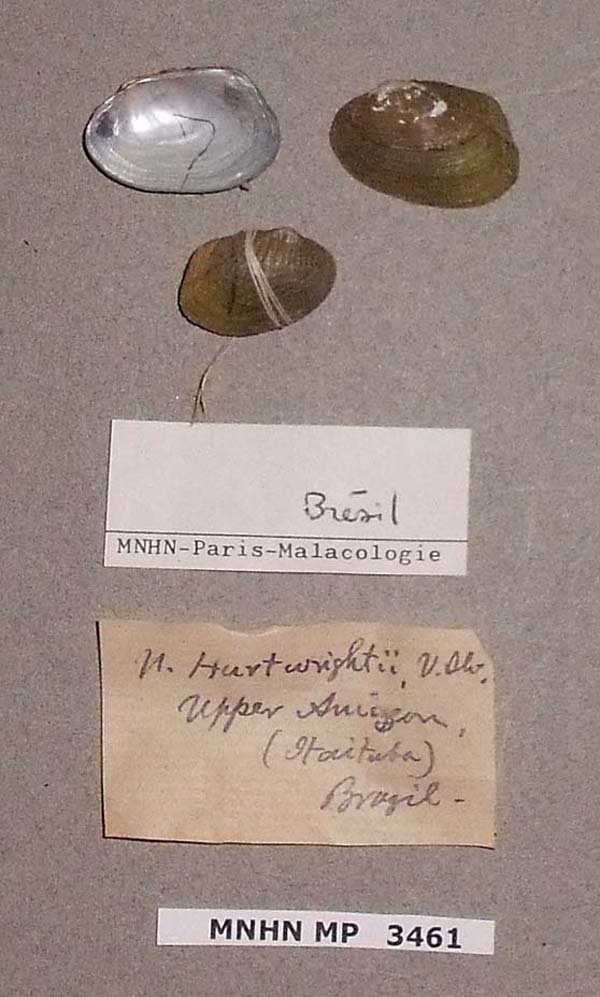 Brésil
MNHN-Paris-Malacologie
U. Hartwrightii,
Upper Amazon,
(Itaituba)
Brazil -
MNHN MP 3461